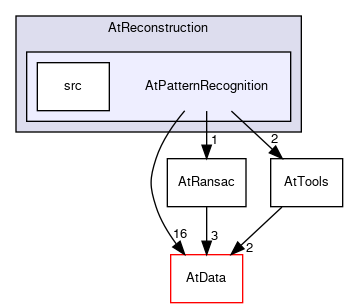 AtReconstruction
src
AtPatternRecognition
1
2
AtRansac
AtTools
16
3
2
AtData